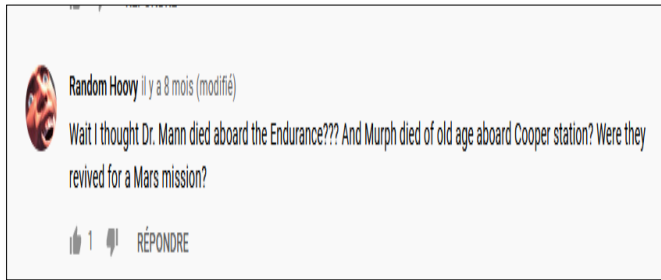 Random Hoovy il y a 8 mois (modifié)
Wait I thought Dr. Mann died aboard the Endurance??? And Murph died of old age aboard Cooper station? Were they
revived for a Mars mission?
1 RÉPONDRE